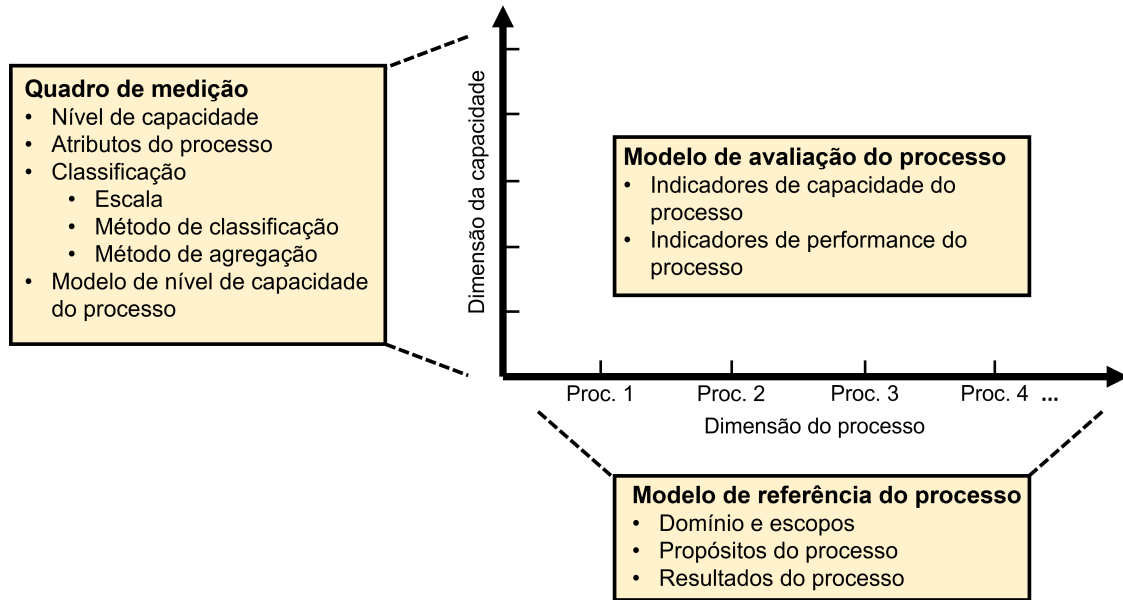 Quadro de medição
• Nível de capacidade
• Atributos do processo
• Classificação
• Escala
• Método de classificação
• Método de agregação
• Modelo de nível de capacidade
do processo
Dimensão da capacidade
Modelo de avaliação do processo
• Indicadores de capacidade do
processo
• Indicadores de performance do
processo
Proc. 1 Proc. 2 Proc. 3 Proc. 4 ...
Dimensão do processo
Modelo de referência do processo
• Domínio e escopos
• Propósitos do processo
• Resultados do processo